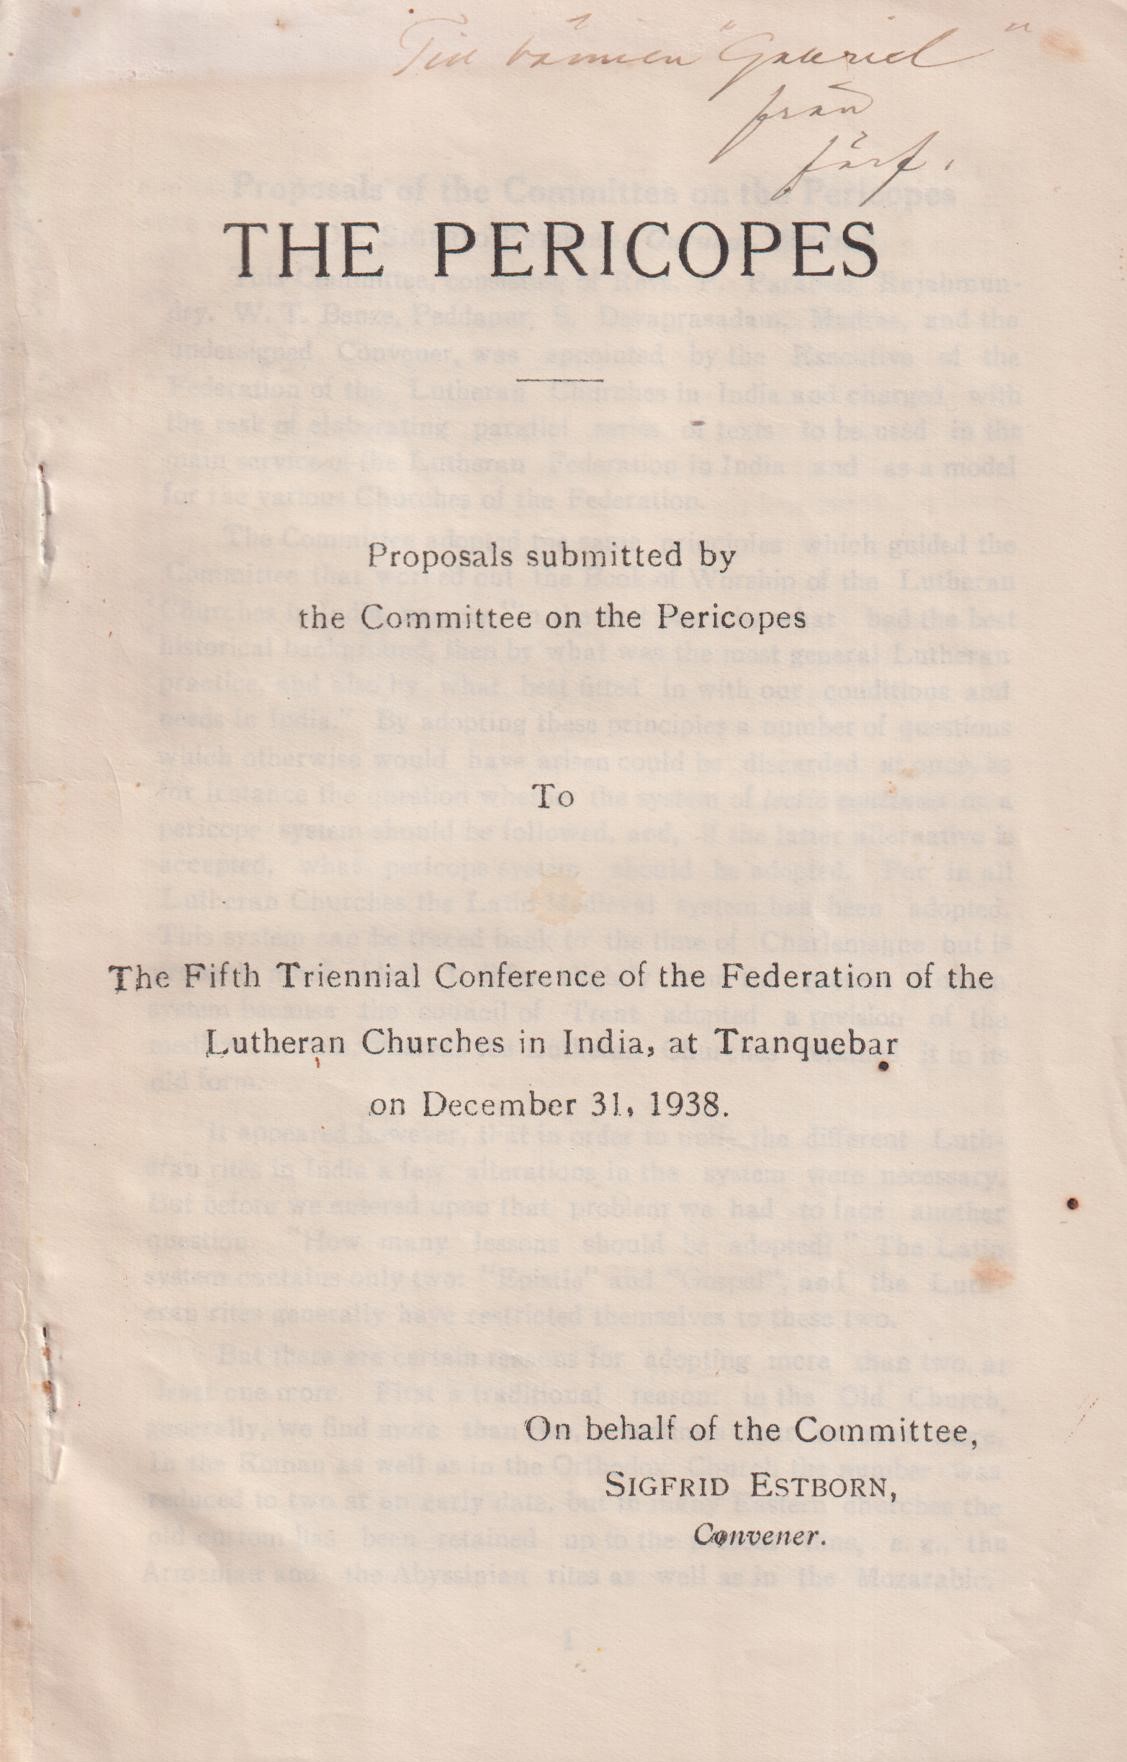 Till vännen "Gabriel"
från
förf.
THE PERICOPES
Proposals submitted by
the Committee on the Pericopes
To
The Fifth Triennial Conference of the Federation of the
Lutheran Churches in India, at Tranquebar
on December 31, 1938.
On behalf of the Committee,
SIGFRID ESTBORN,
Convener.